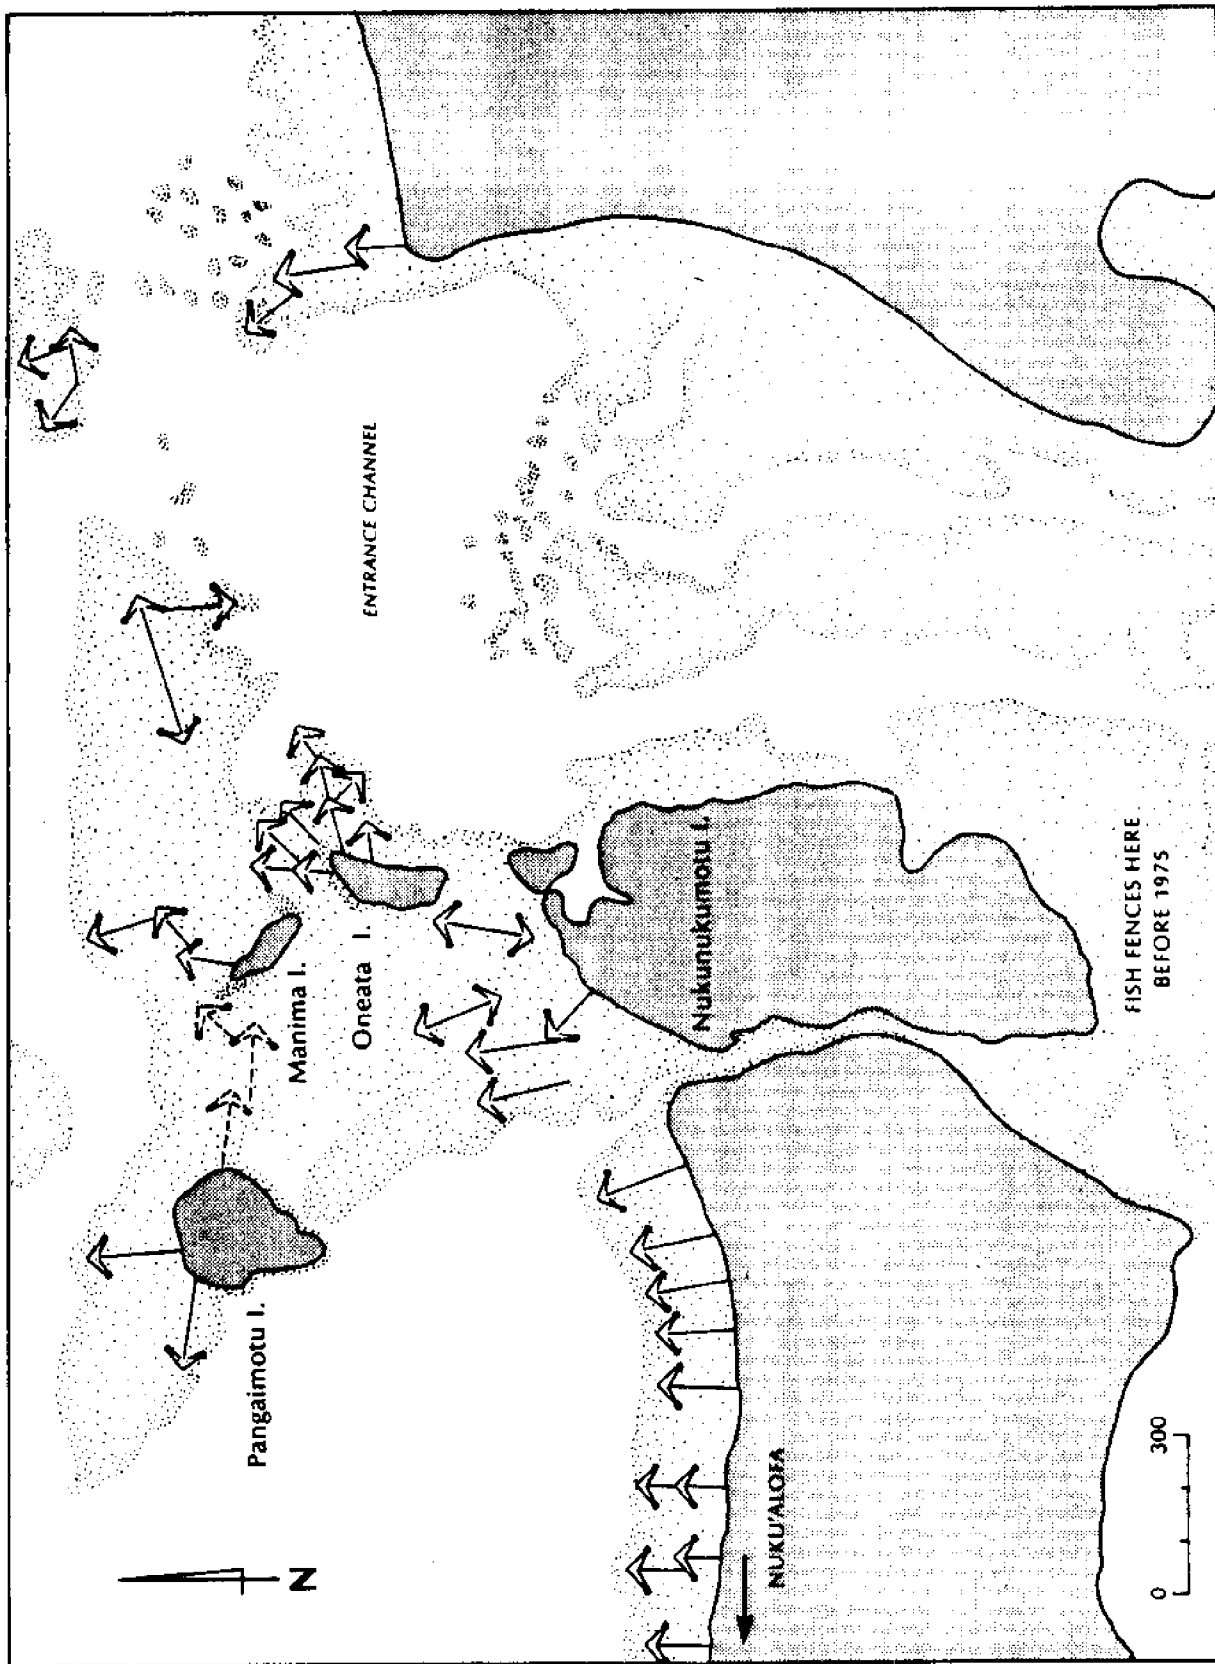 ENTRANCE CHANNEL
Manima I.
Oneata I.
Pangaimotu I.
Nukunukumotu I.
FISH FENCES HERE
BEFORE 1975
NUKU'ALOFA
N
0 300